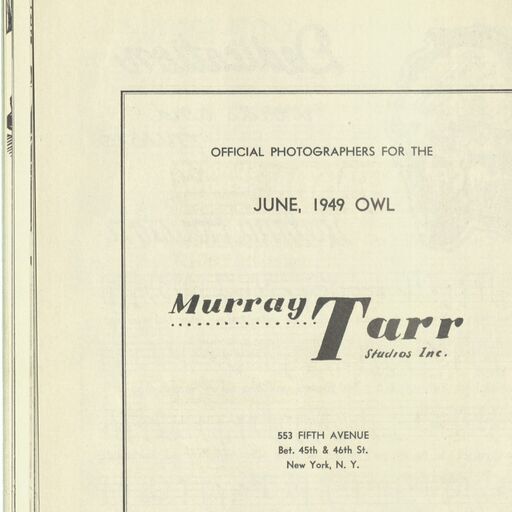 OFFICIAL PHOTOGRAPHERS FOR THE
JUNE, 1949 OWL
Murray Tarr
Studios Inc.
553 FIFTH AVENUE
Bet. 45th & 46th St.
New York, N. Y.